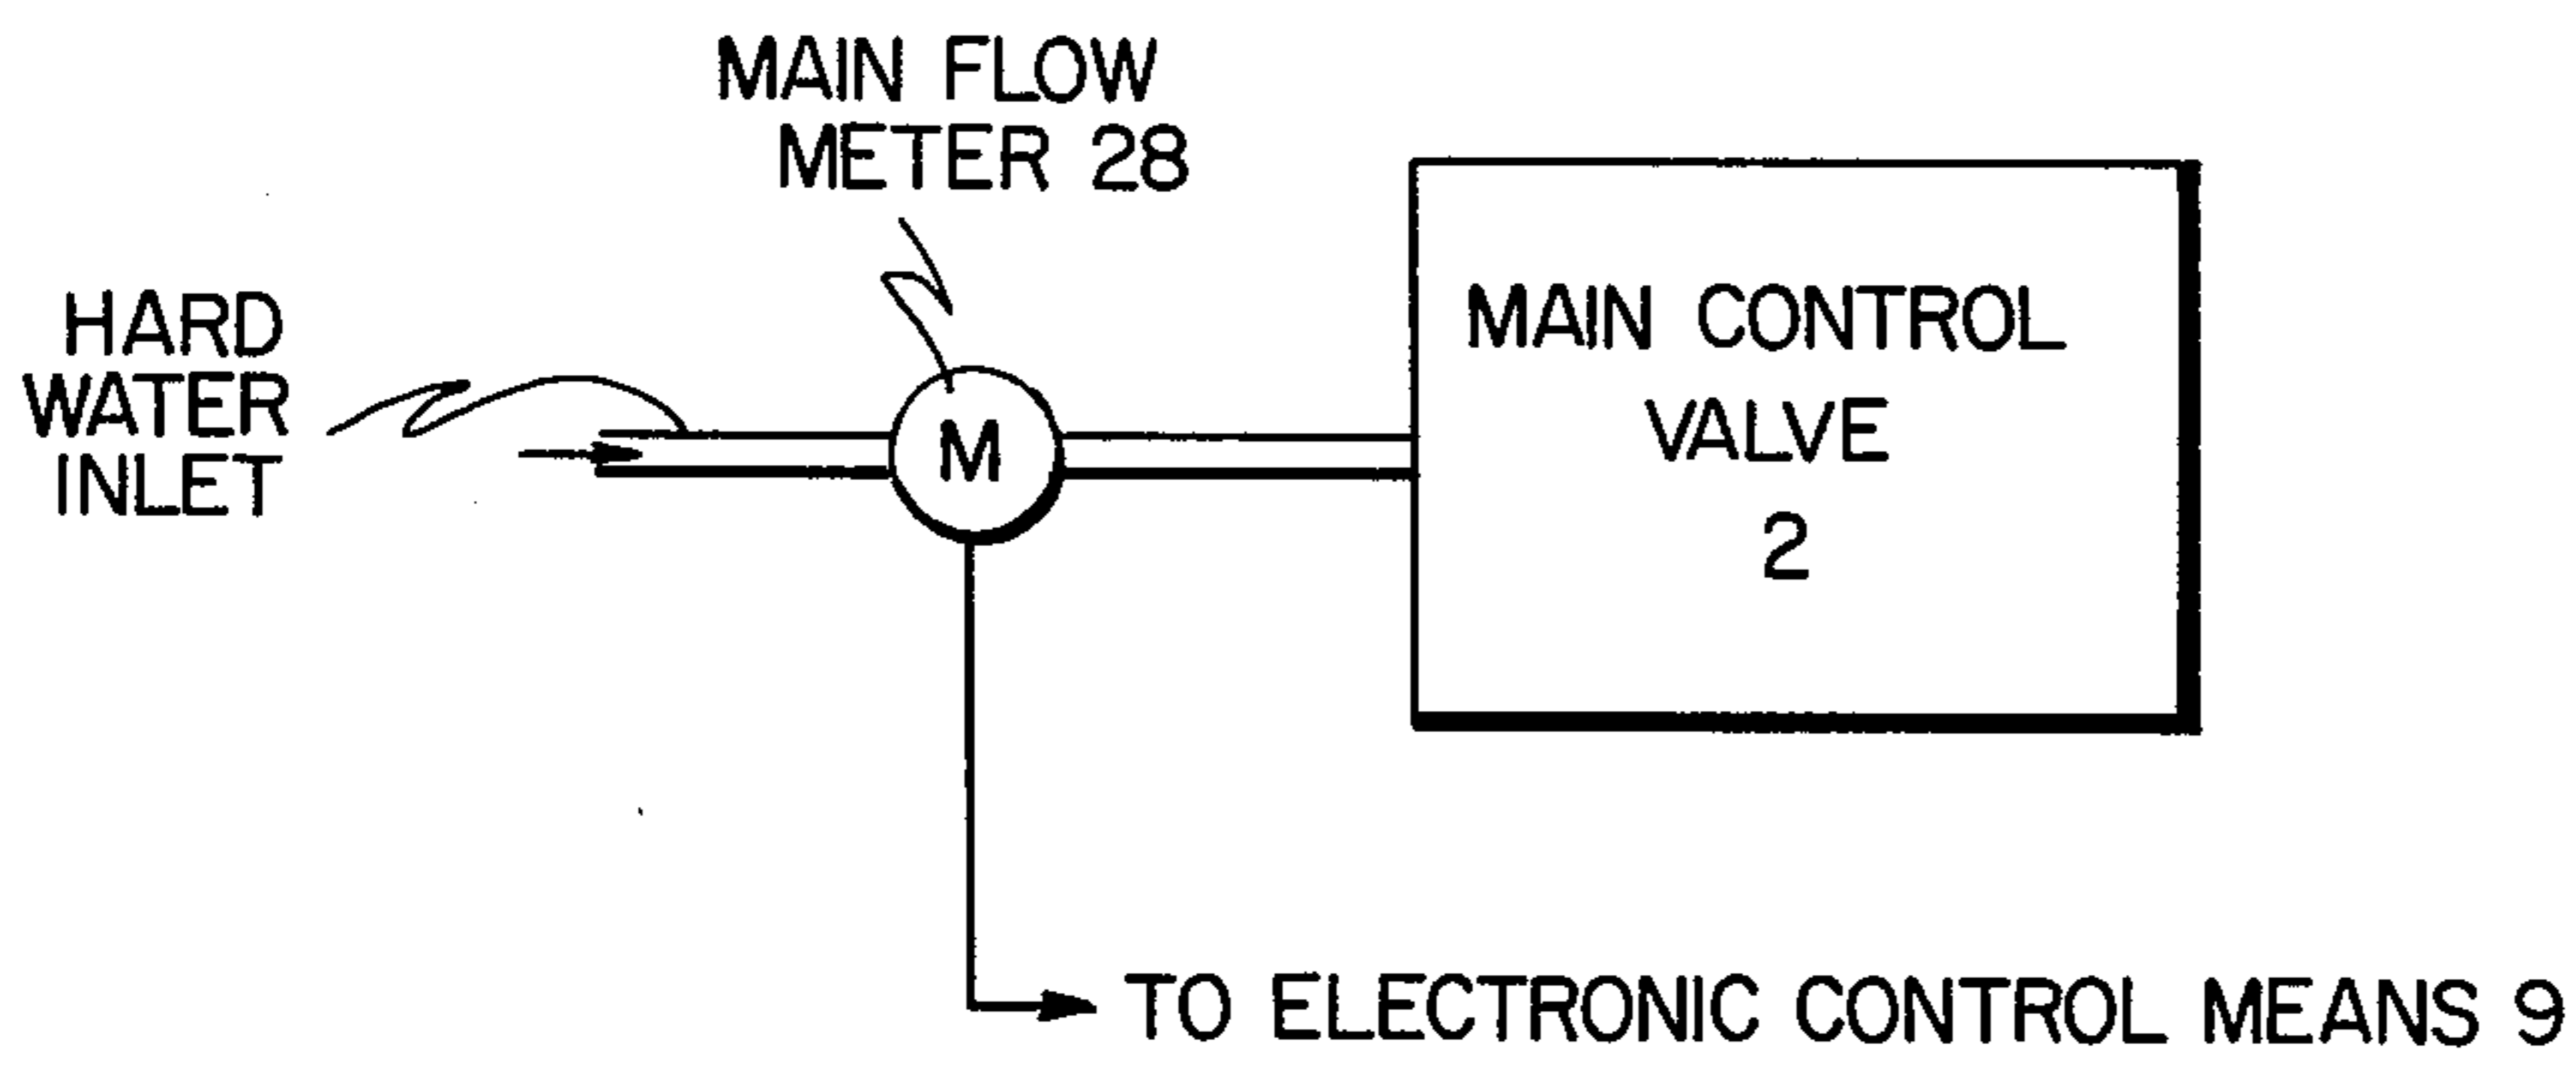 MAIN FLOW
METER 28
HARD
WATER
INLET
M
MAIN CONTROL
VALVE
2
TO ELECTRONIC CONTROL MEANS 9